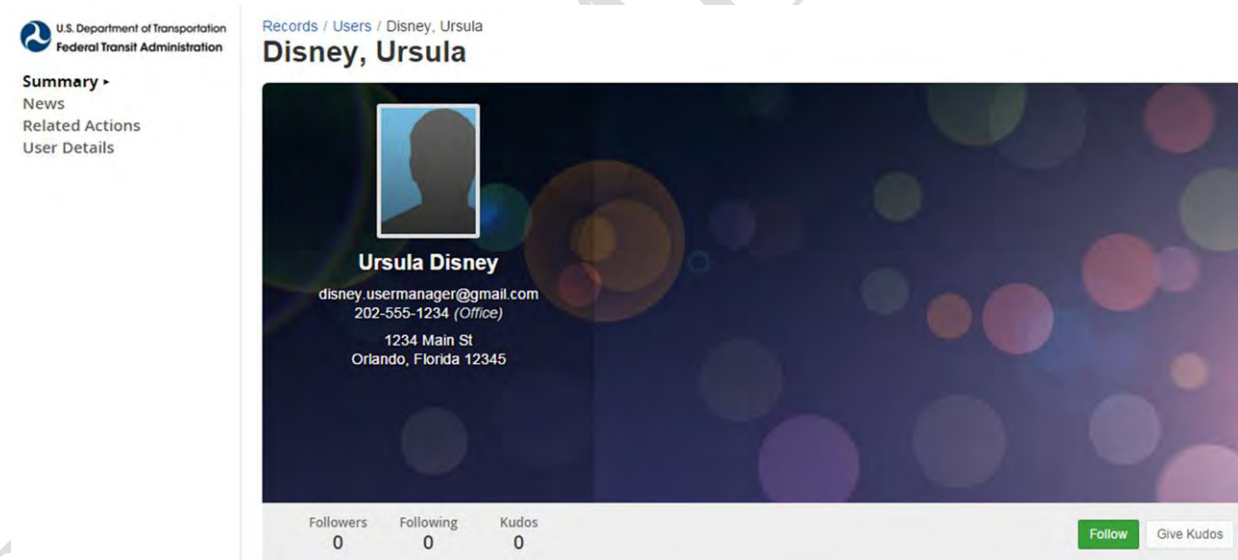 U.S. Department of Transportation
Federal Transit Administration
Summary ▸
News
Related Actions
User Details
Records / Users / Disney, Ursula
Disney, Ursula
Ursula Disney
disney.usermanager@gmail.com
202-555-1234 (Office)
1234 Main St
Orlando, Florida 12345
Followers Following Kudos
0 0 0
Follow Give Kudos